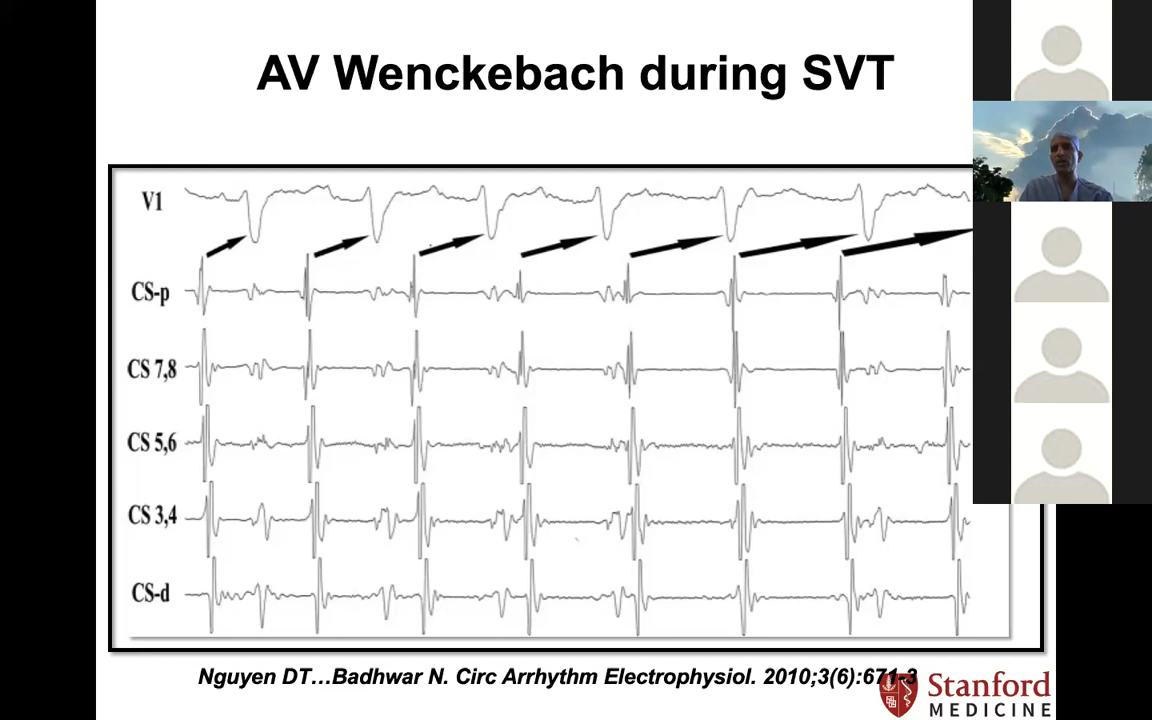 AV Wenckebach during SVT
V1
CS-p
CS 7,8
CS 5,6
CS 3,4
CS-d
Nguyen DT…Badhwar N. Circ Arrhythm Electrophysiol. 2010;3(6):671-3
Stanford
MEDICINE